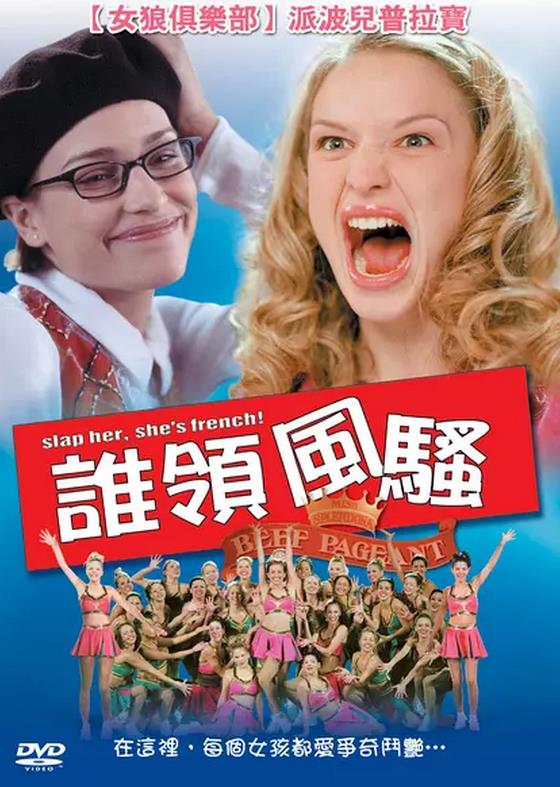 【女狼俱樂部】派波兒普拉寶
slap her, she's french!
誰領風騷
MISS
SPLENDONA
BEEF PAGEANT
在這裡，每個女孩都愛爭奇鬥艷…
DVD
VIDEO